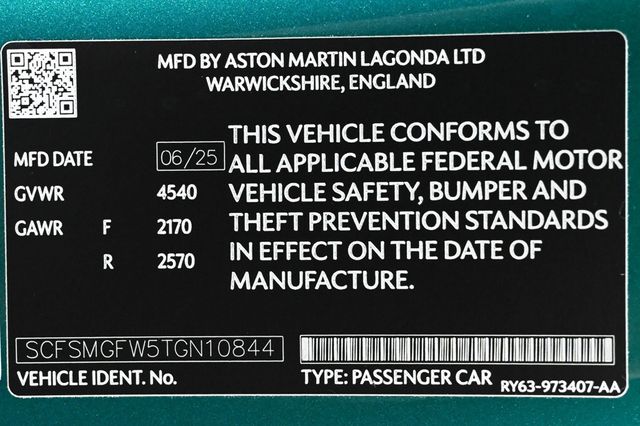 MFD BY ASTON MARTIN LAGONDA LTD
WARWICKSHIRE, ENGLAND
MFD DATE 06/25
GVWR 4540
GAWR F 2170
R 2570
THIS VEHICLE CONFORMS TO
ALL APPLICABLE FEDERAL MOTOR
VEHICLE SAFETY, BUMPER AND
THEFT PREVENTION STANDARDS
IN EFFECT ON THE DATE OF
MANUFACTURE.
SCFSMGFW5TGN10844
VEHICLE IDENT. No.
TYPE: PASSENGER CAR
RY63-973407-AA